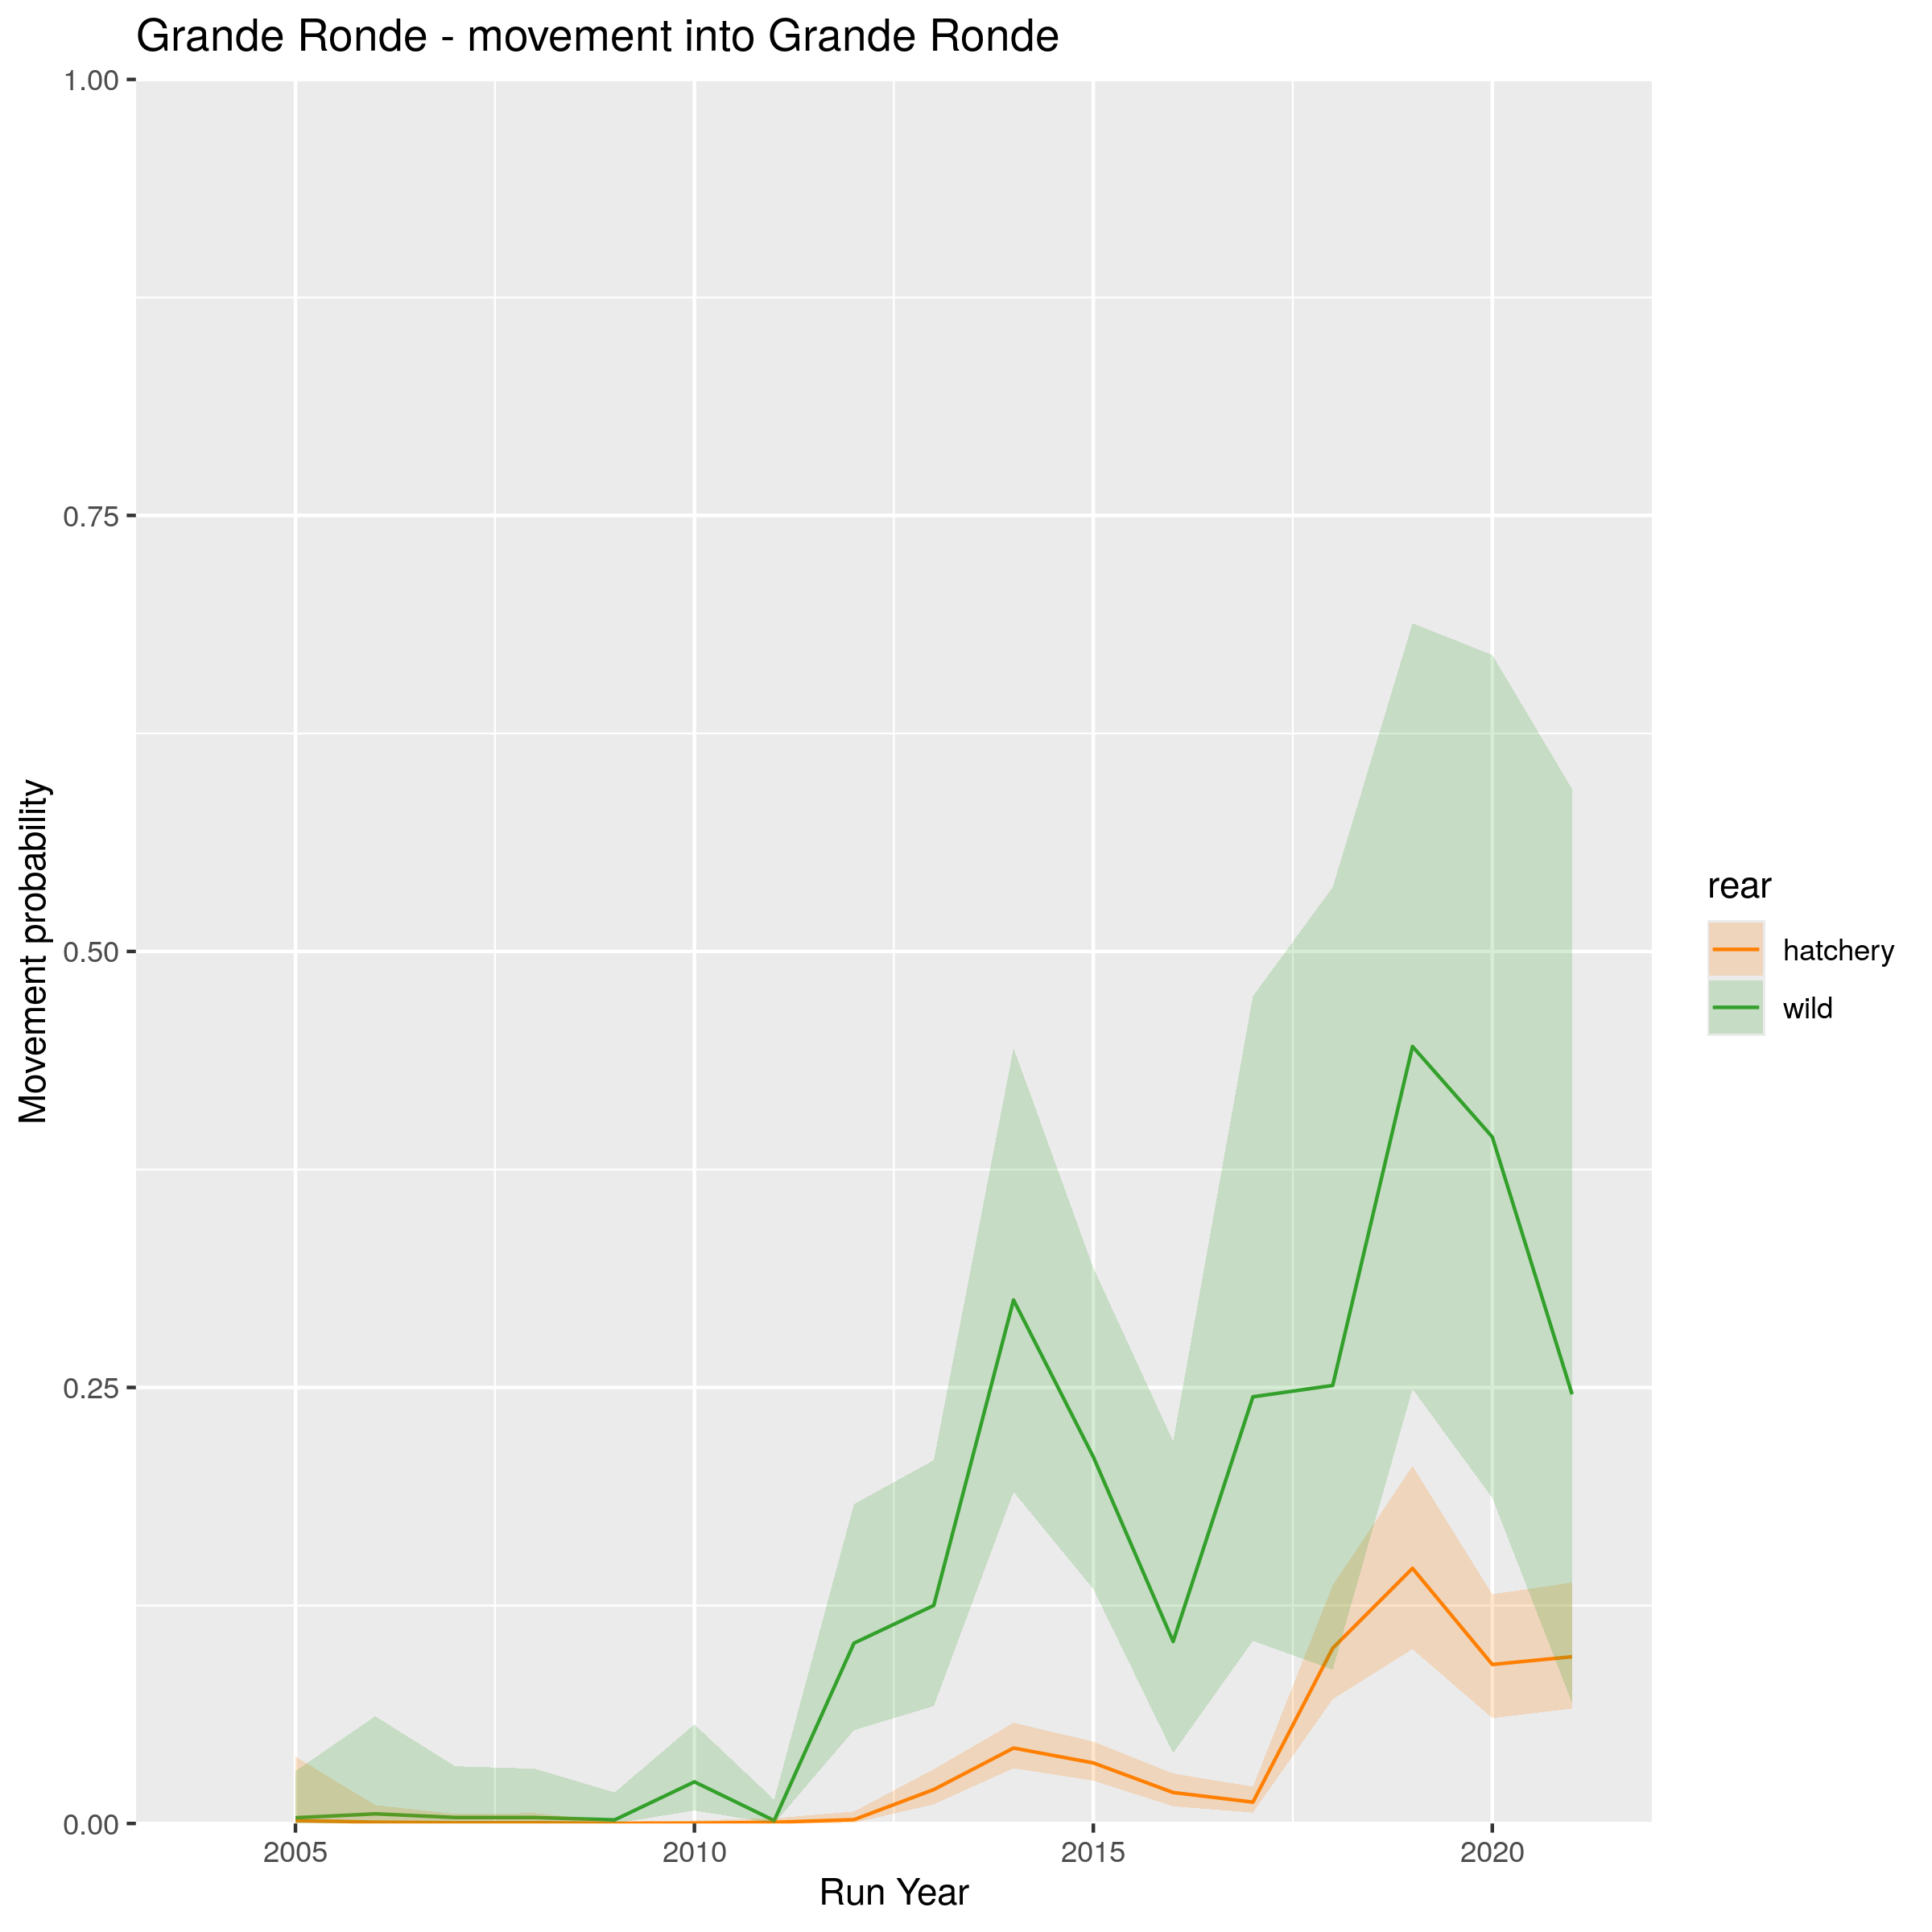 Grande Ronde - movement into Grande Ronde
1.00
0.75
0.50
0.25
0.00
Movement probability
2005 2010 2015 2020
Run Year
rear
hatchery
wild